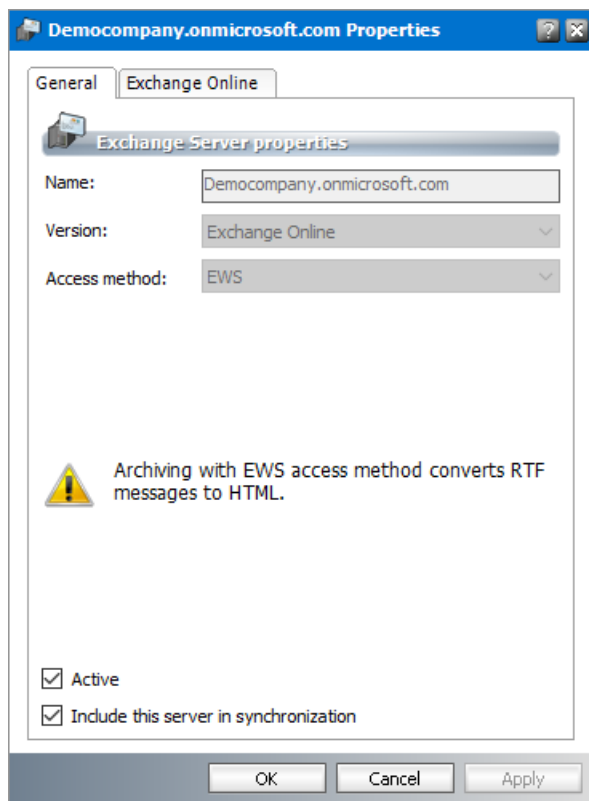 Democompany.onmicrosoft.com Properties
General
Exchange Online
Exchange Server properties
Name:
Democompany.onmicrosoft.com
Version:
Exchange Online
Access method:
EWS
Archiving with EWS access method converts RTF
messages to HTML.
Active
Include this server in synchronization
OK
Cancel
Apply